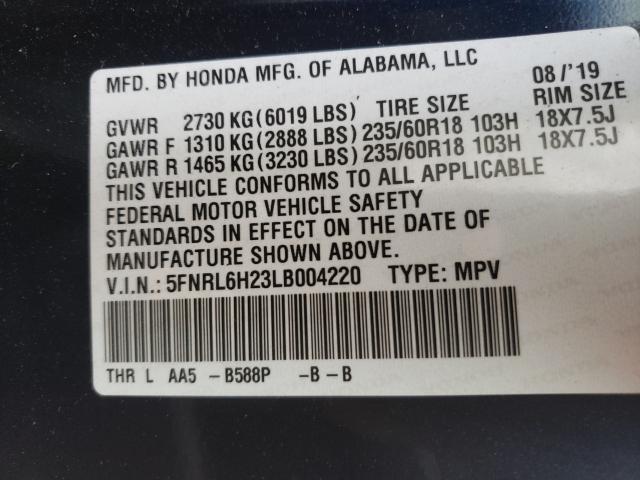 MFD. BY HONDA MFG. OF ALABAMA, LLC 08/'19
GVWR 2730 KG(6019 LBS) TIRE SIZE RIM SIZE
GAWR F 1310 KG(2888 LBS) 235/60R18 103H 18X7.5J
GAWR R 1465 KG(3230 LBS) 235/60R18 103H 18X7.5J
THIS VEHICLE CONFORMS TO ALL APPLICABLE
FEDERAL MOTOR VEHICLE SAFETY
STANDARDS IN EFFECT ON THE DATE OF
MANUFACTURE SHOWN ABOVE.
V.I.N.: 5FNRL6H23LB004220 TYPE: MPV
THR L AA5 -B588P -B-B